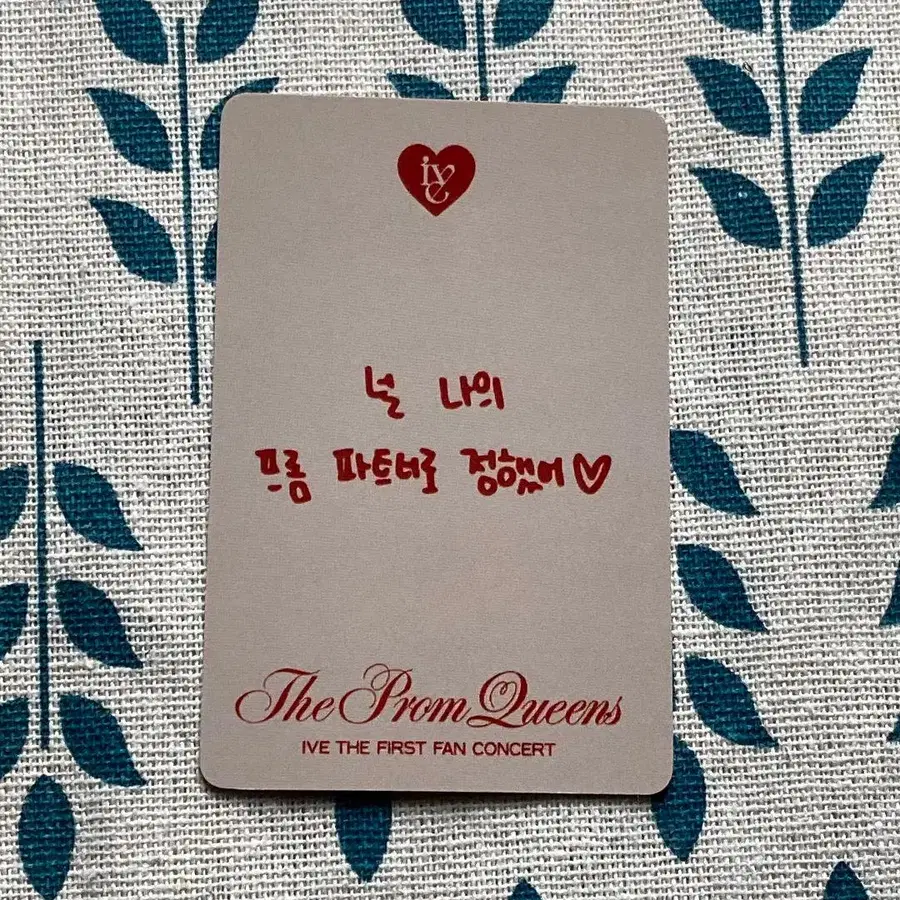 ive
널 나의
프롬 파트너로 정했어♡
The Prom Queens
IVE THE FIRST FAN CONCERT